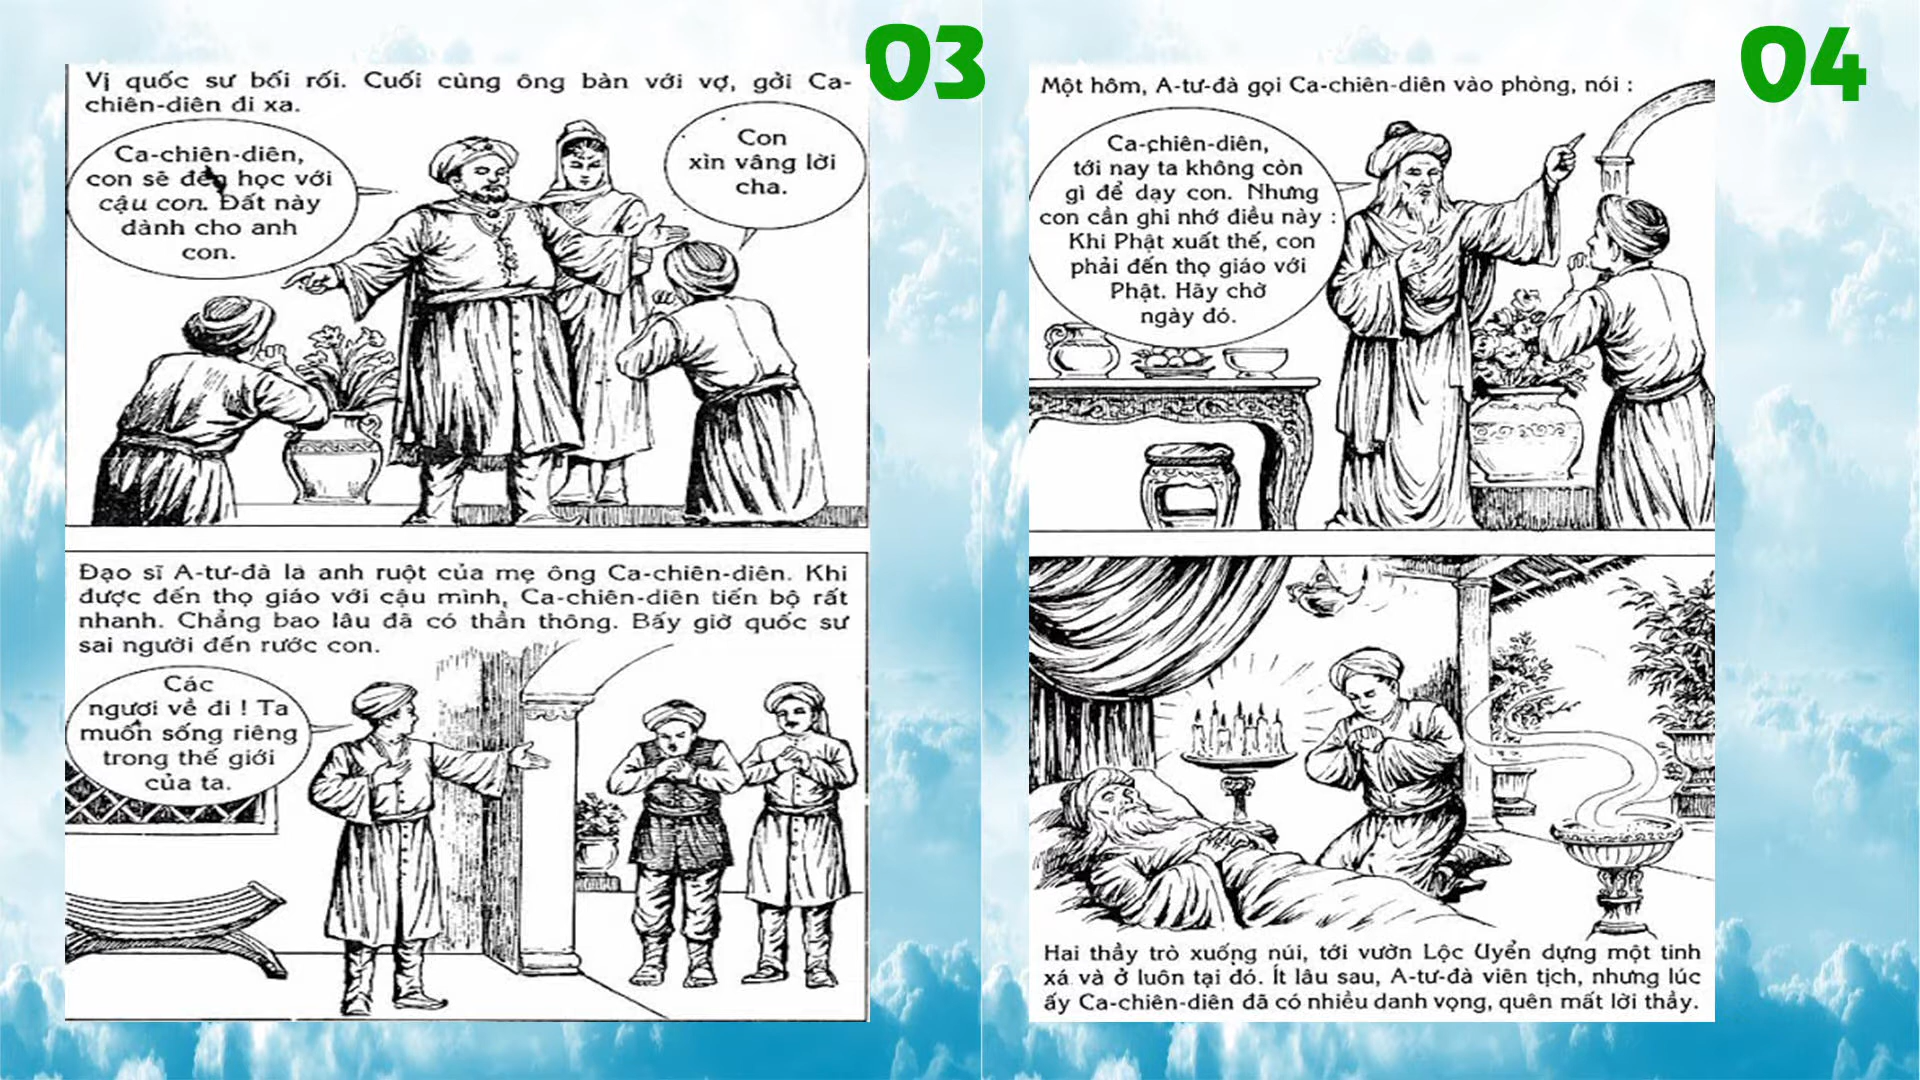 03
Vị quốc sư bối rối. Cuối cùng ông bàn với vợ, gởi Ca-
chiên-diên đi xa.
Ca-chiên-diên,
con sẽ đến học với
cậu con. Đất này
dành cho anh
con.
Con
xìn vâng lời
cha.
Đạo sĩ A-tư-đà là anh ruột của mẹ ông Ca-chiên-diên. Khi
được đến thọ giáo với cậu mình, Ca-chiên-diên tiến bộ rất
nhanh. Chẳng bao lâu đã có thần thông. Bấy giờ quốc sư
sai người đến rước con.
Các
ngươi về đi ! Ta
muốn sống riêng
trong thế giới
của ta.
04
Một hôm, A-tư-đà gọi Ca-chiên-diên vào phòng, nói :
Ca-chiên-diên,
tới nay ta không còn
gì để dạy con. Nhưng
con cần ghi nhớ điều này :
Khi Phật xuất thế, con
phải đến thọ giáo với
Phật. Hãy chờ
ngày đó.
Hai thầy trò xuống núi, tới vườn Lộc Uyển dựng một tinh
xá và ở luôn tại đó. Ít lâu sau, A-tư-đà viên tịch, nhưng lúc
ấy Ca-chiên-diên đã có nhiều danh vọng, quên mất lời thầy.